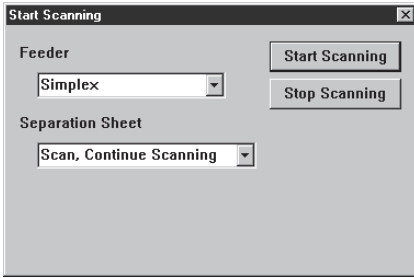 Start Scanning
Feeder
Simplex
Separation Sheet
Scan, Continue Scanning
Start Scanning
Stop Scanning